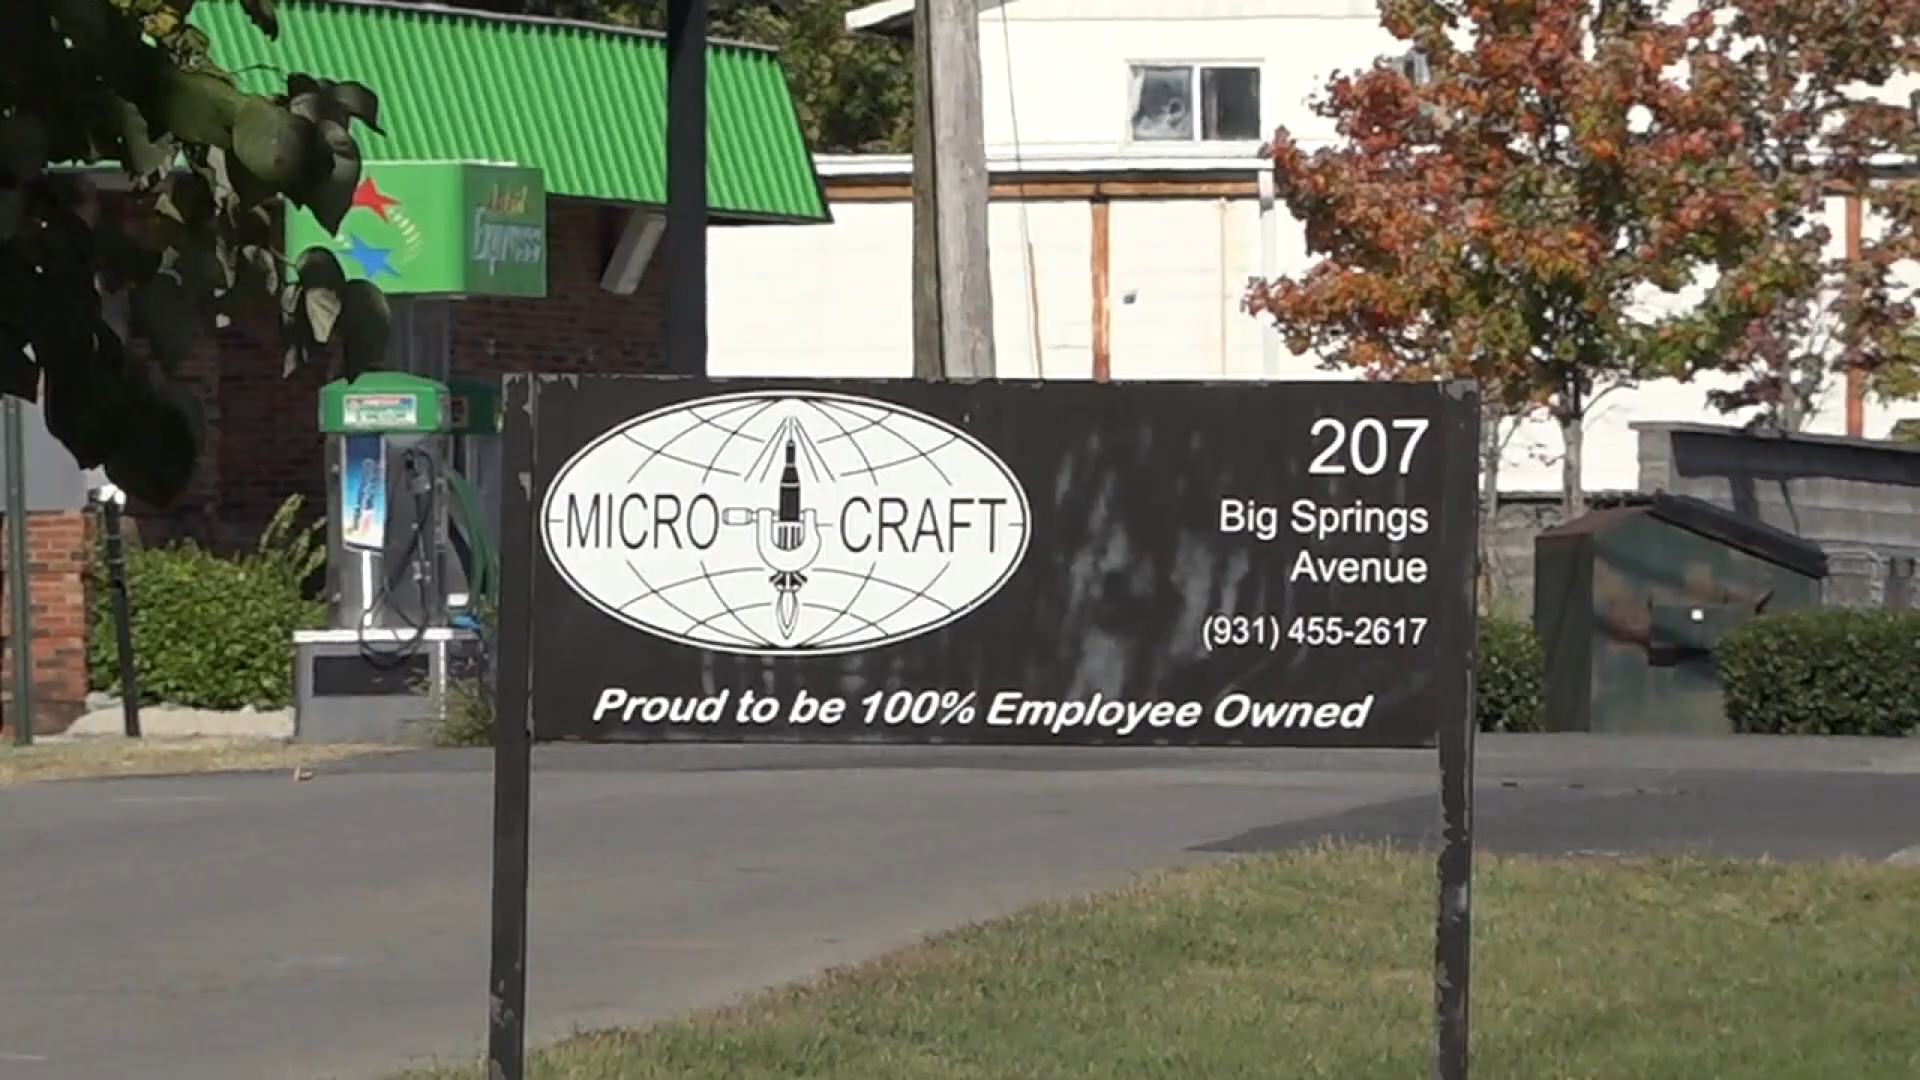 MICRO CRAFT
207
Big Springs
Avenue
(931) 455-2617
Proud to be 100% Employee Owned
Express